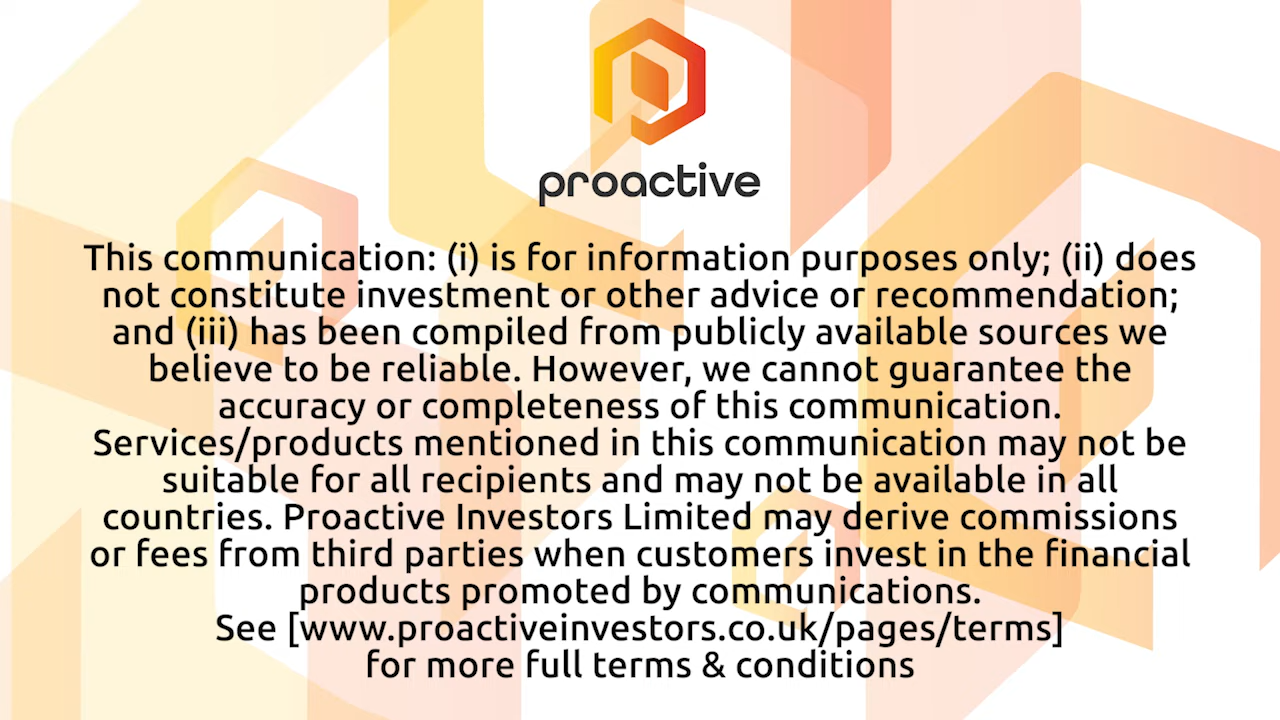 proactive
This communication: (i) is for information purposes only; (ii) does
not constitute investment or other advice or recommendation;
and (iii) has been compiled from publicly available sources we
believe to be reliable. However, we cannot guarantee the
accuracy or completeness of this communication.
Services/products mentioned in this communication may not be
suitable for all recipients and may not be available in all
countries. Proactive Investors Limited may derive commissions
or fees from third parties when customers invest in the financial
products promoted by communications.
See [www.proactiveinvestors.co.uk/pages/terms]
for more full terms & conditions